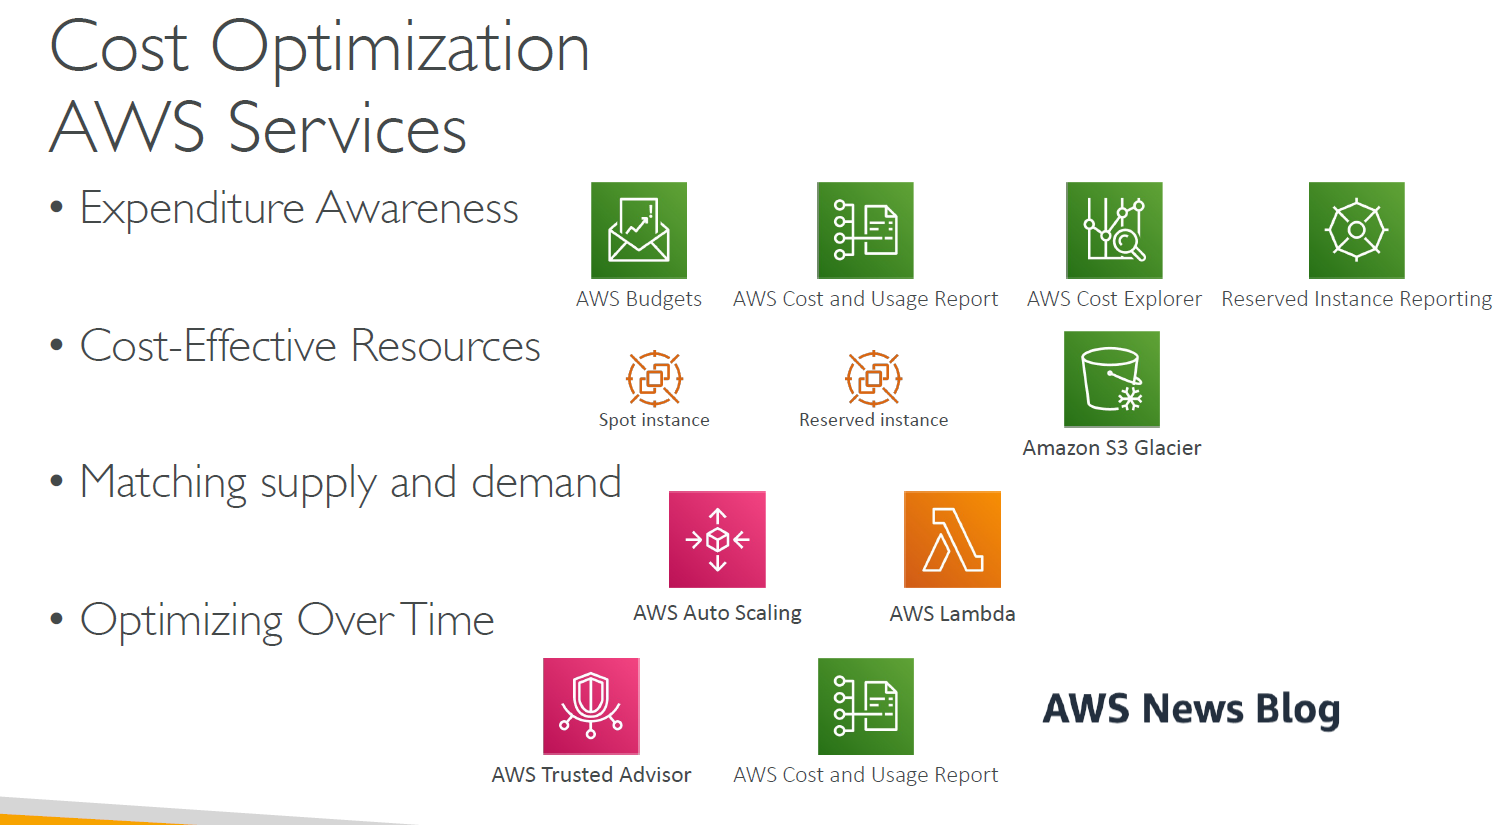 Cost Optimization
AWS Services
• Expenditure Awareness
AWS Budgets
AWS Cost and Usage Report
AWS Cost Explorer
Reserved Instance Reporting
• Cost-Effective Resources
Spot instance
Reserved instance
Amazon S3 Glacier
• Matching supply and demand
AWS Auto Scaling
AWS Lambda
• Optimizing Over Time
AWS Trusted Advisor
AWS Cost and Usage Report
AWS News Blog